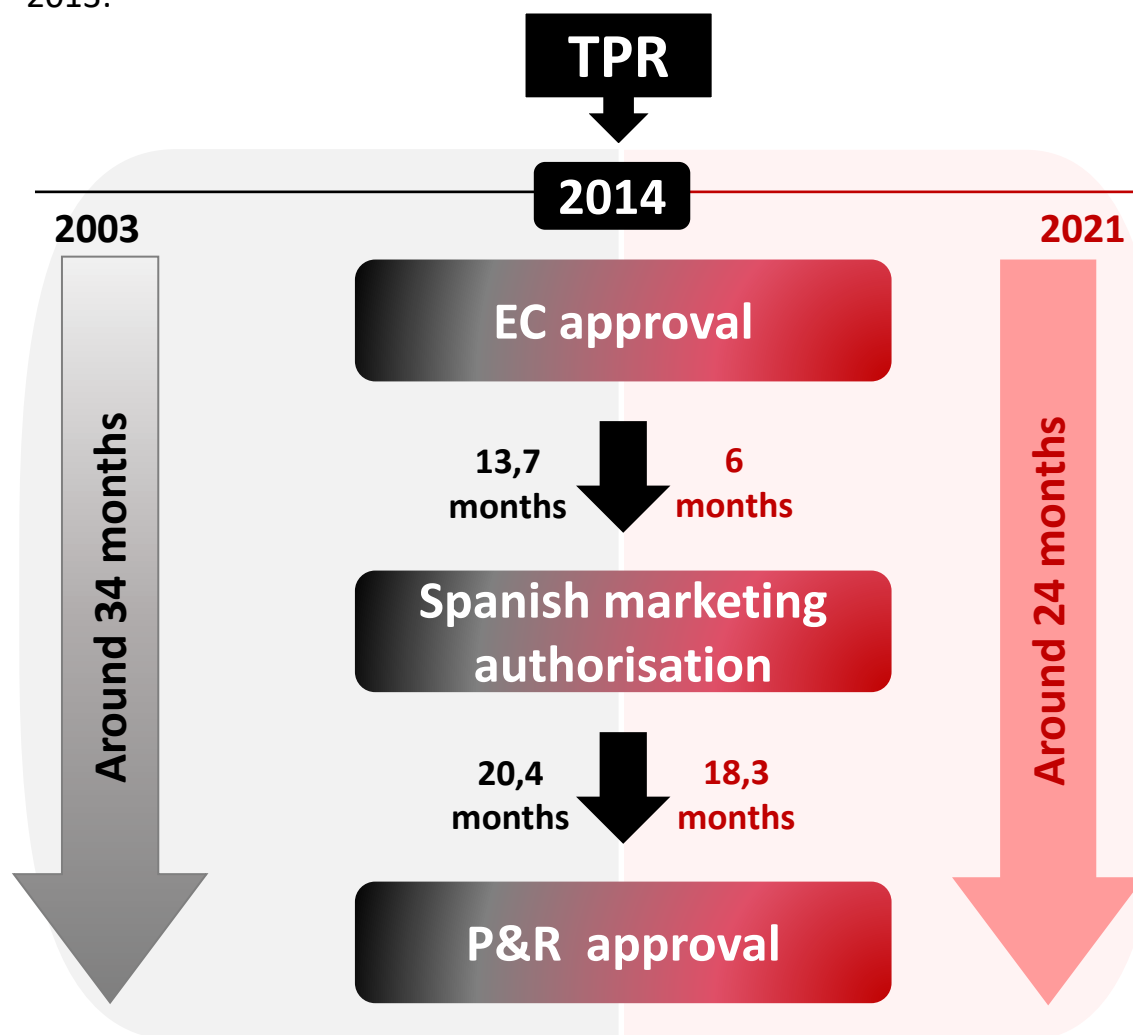 2015.
TPR
2014
2003
2021
EC approval
13,7
months
6
months
Around 34 months
Around 24 months
Spanish marketing
authorisation
20,4
months
18,3
months
P&R approval